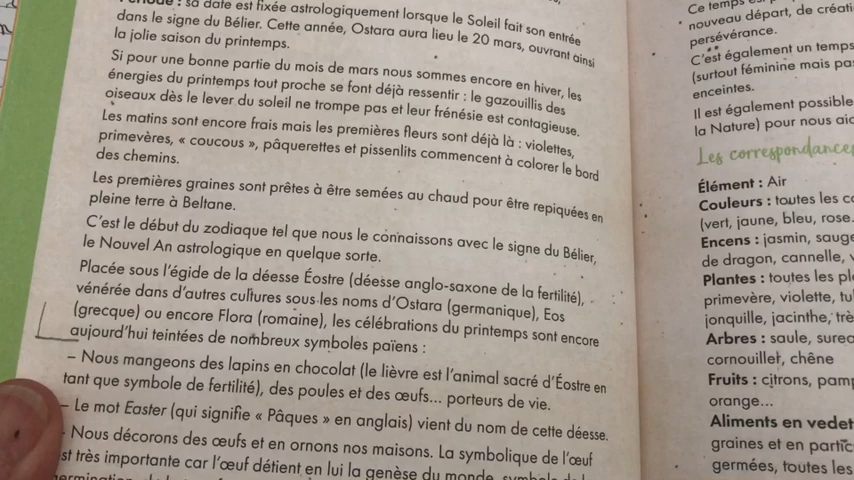 sa date est fixée astrologiquement lorsque le Soleil fait son entrée
dans le signe du Bélier. Cette année, Ostara aura lieu le 20 mars, ouvrant ainsi
la jolie saison du printemps.
Si pour une bonne partie du mois de mars nous sommes encore en hiver, les
énergies du printemps tout proche se font déjà ressentir : le gazouillis des
oiseaux dès le lever du soleil ne trompe pas et leur frénésie est contagieuse.
Les matins sont encore frais mais les premières fleurs sont déjà là : violettes,
primevères, « coucous », pâquerettes et pissenlits commencent à colorer le bord
des chemins.
Les premières graines sont prêtes à être semées au chaud pour être repiquées en
pleine terre à Beltane.
C'est le début du zodiaque tel que nous le connaissons avec le signe du Bélier,
le Nouvel An astrologique en quelque sorte.
Placée sous l'égide de la déesse Éostre (déesse anglo-saxone de la fertilité),
vénérée dans d'autres cultures sous les noms d'Ostara (germanique), Eos
(grecque) ou encore Flora (romaine), les célébrations du printemps sont encore
aujourd'hui teintées de nombreux symboles païens :
– Nous mangeons des lapins en chocolat (le lièvre est l'animal sacré d'Éostre en
tant que symbole de fertilité), des poules et des œufs... porteurs de vie.
– Le mot Easter (qui signifie « Pâques » en anglais) vient du nom de cette déesse.
Nous décorons des œufs et en ornons nos maisons. La symbolique de l'œuf
très importante car l'œuf détient en lui la genèse du monde,
Ce temps
nouveau départ, de
persévérance.
C'est également un temps
(surtout féminine mais
enceintes.
Il est également possible
la Nature) pour nous
Les correspondances
Élément : Air
Couleurs : toutes les
(vert, jaune, bleu, rose
Encens : jasmin,
de dragon, cannelle,
Plantes : toutes les
primevère, violette,
jonquille, jacinthe,
Arbres : saule,
cornouiller, chêne
Fruits : citrons,
orange...
Aliments en
graines et en
germées, toutes les